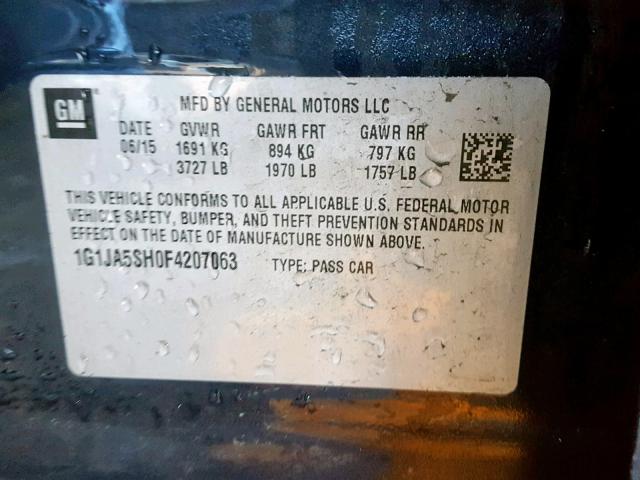 GM
MFD BY GENERAL MOTORS LLC
DATE GVWR GAWR FRT GAWR RR
06/15 1691 KG 894 KG 797 KG
3727 LB 1970 LB 1757 LB
THIS VEHICLE CONFORMS TO ALL APPLICABLE U.S. FEDERAL MOTOR
VEHICLE SAFETY, BUMPER, AND THEFT PREVENTION STANDARDS IN
EFFECT ON THE DATE OF MANUFACTURE SHOWN ABOVE.
1G1JA5SH0F4207063 TYPE: PASS CAR